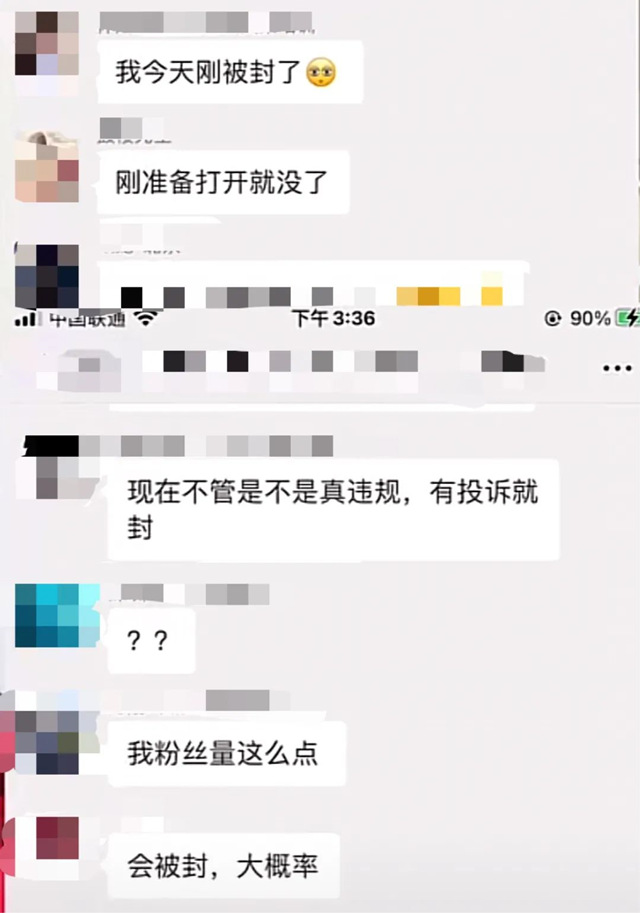 我今天刚被封了
刚准备打开就没了
中国联通
下午3:36
90%
现在不管是不是真违规，有投诉就
封
？？
我粉丝量这么点
会被封，大概率